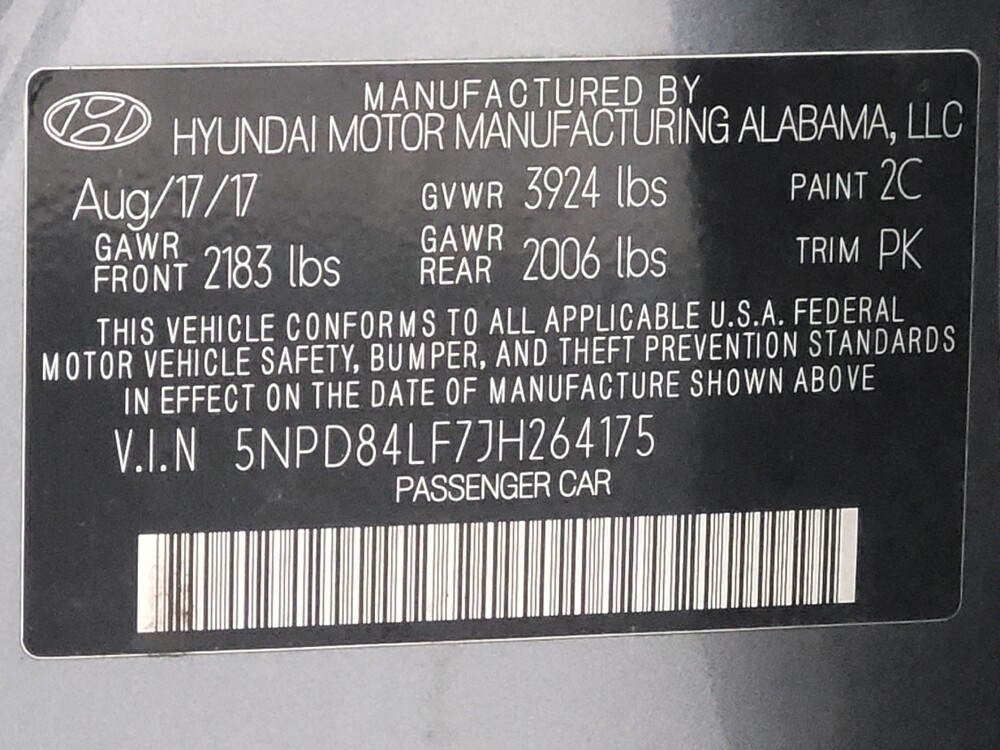 MANUFACTURED BY
HYUNDAI MOTOR MANUFACTURING ALABAMA, LLC
Aug/17/17 GVWR 3924 lbs PAINT 2C
GAWR FRONT 2183 lbs GAWR REAR 2006 lbs TRIM PK
THIS VEHICLE CONFORMS TO ALL APPLICABLE U.S.A. FEDERAL
MOTOR VEHICLE SAFETY, BUMPER, AND THEFT PREVENTION STANDARDS
IN EFFECT ON THE DATE OF MANUFACTURE SHOWN ABOVE
V.I.N 5NPD84LF7JH264175
PASSENGER CAR